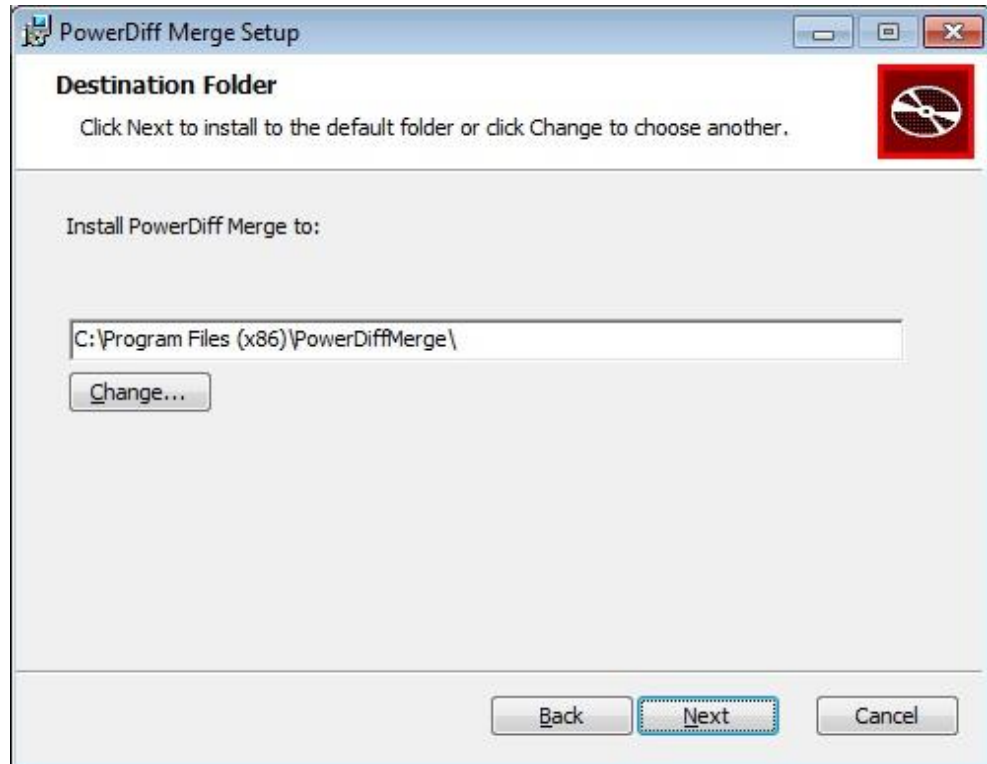 PowerDiff Merge Setup
Destination Folder
Click Next to install to the default folder or click Change to choose another.
Install PowerDiff Merge to:
C:\Program Files (x86)\PowerDiffMerge\
Change...
Back Next Cancel